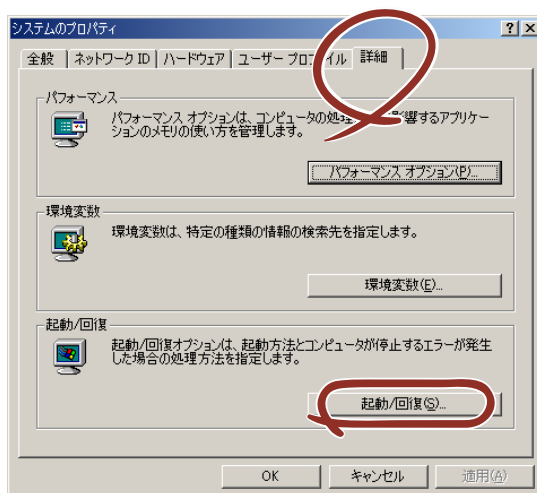 システムのプロパティ
全般 ネットワーク ID ハードウェア ユーザー プロファイル 詳細
パフォーマンス
パフォーマンス オプションは、コンピュータの処理 影響するアプリケー
ションのメモリの使い方を管理します。
パフォーマンス オプション(P)...
環境変数
環境変数は、特定の種類の情報の検索先を指定します。
環境変数(E)...
起動/回復
起動/回復オプションは、起動方法とコンピュータが停止するエラーが発生
した場合の処理方法を指定します。
起動/回復(S)...
OK キャンセル 適用(A)